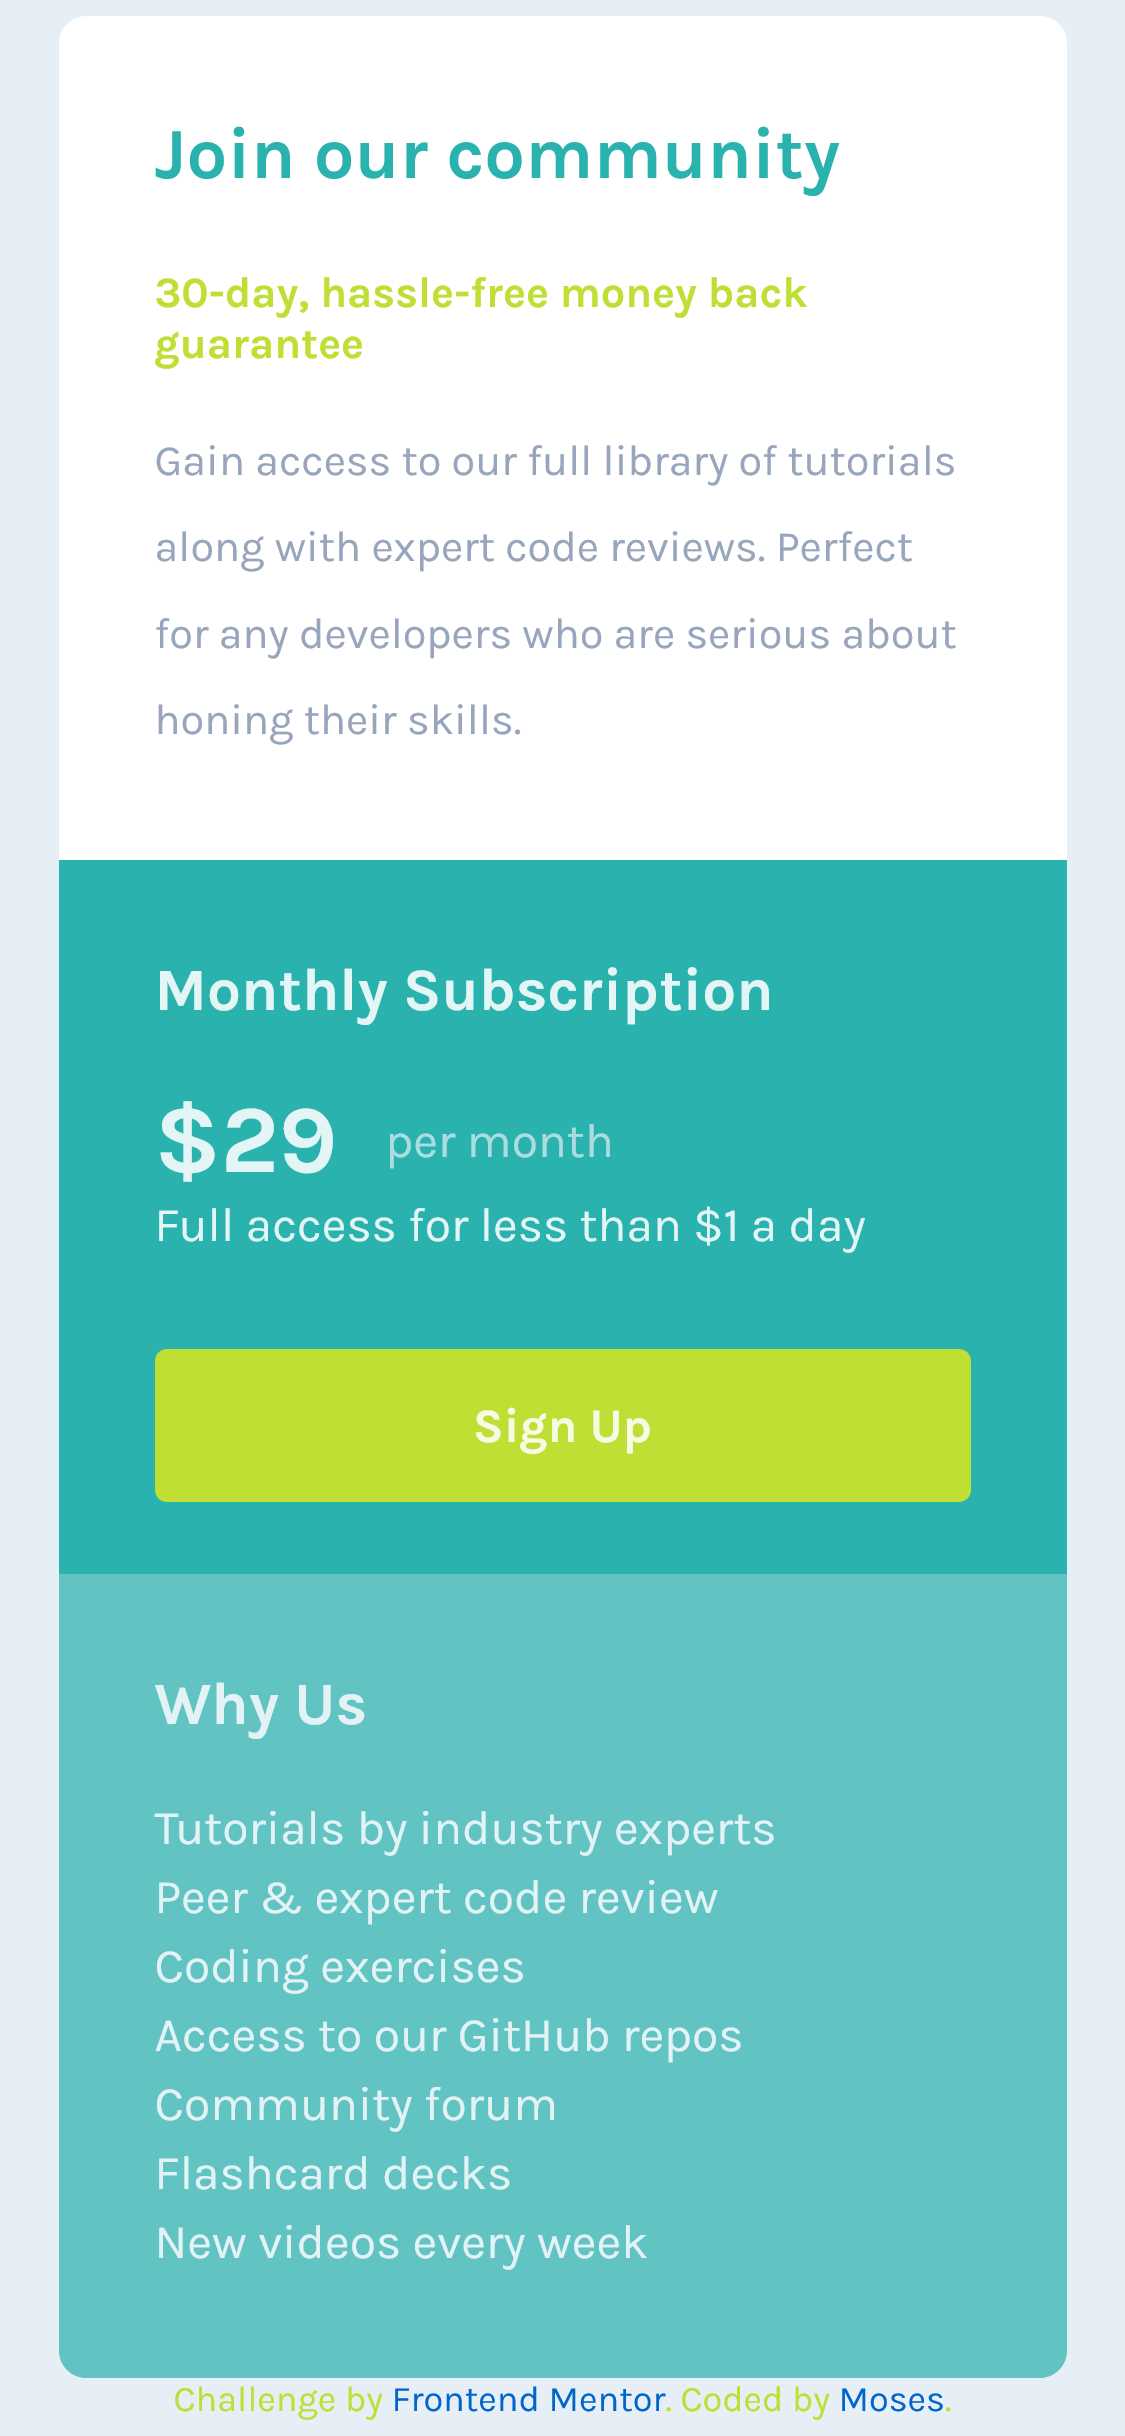 Join our community
30-day, hassle-free money back
guarantee
Gain access to our full library of tutorials
along with expert code reviews. Perfect
for any developers who are serious about
honing their skills.
Monthly Subscription
$29 per month
Full access for less than $1 a day
Sign Up
Why Us
Tutorials by industry experts
Peer & expert code review
Coding exercises
Access to our GitHub repos
Community forum
Flashcard decks
New videos every week
Challenge by Frontend Mentor. Coded by Moses.